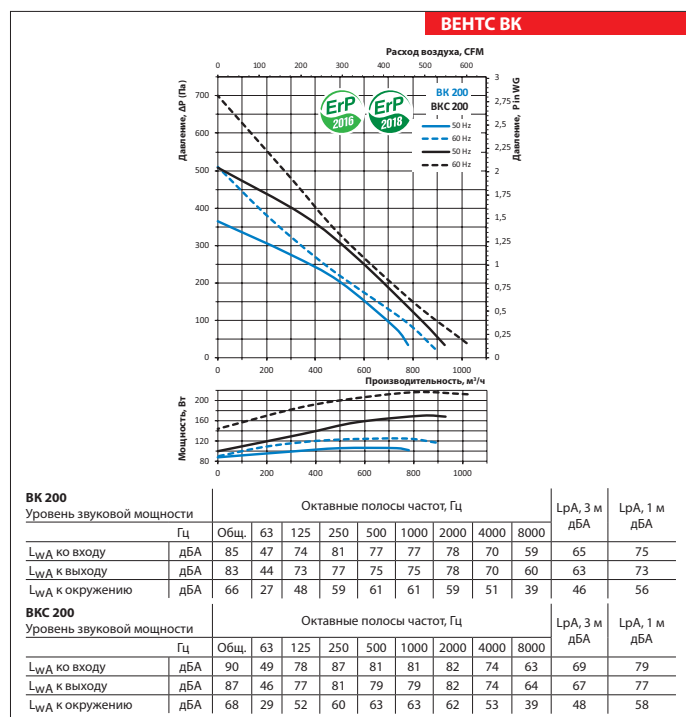 ВЕНТС ВК
Расход воздуха, CFM
0 100 200 300 400 500 600
Давление, ΔP (Па)
700
600
500
400
300
200
100
0
Давление, P in WG
3
2,75
2,5
2,25
2
1,75
1,5
1,25
1
0,75
0,5
0,25
0
ErP 2016
ErP 2018
ВК 200
ВКС 200
50 Hz
60 Hz
50 Hz
60 Hz
0 200 400 600 800 1000
Производительность, м³/ч
Мощность, Вт
200
160
120
80
0 200 400 600 800 1000
ВК 200
Уровень звуковой мощности Октавные полосы частот, Гц LpA, 3 м дБА LpA, 1 м дБА
Гц Общ. 63 125 250 500 1000 2000 4000 8000
LwA ко входу дБА 85 47 74 81 77 77 78 70 59 65 75
LwA к выходу дБА 83 44 73 77 75 75 78 70 60 63 73
LwA к окружению дБА 66 27 48 59 61 61 59 51 39 46 56
ВКС 200
Уровень звуковой мощности Октавные полосы частот, Гц LpA, 3 м дБА LpA, 1 м дБА
Гц Общ. 63 125 250 500 1000 2000 4000 8000
LwA ко входу дБА 90 49 78 87 81 81 82 74 63 69 79
LwA к выходу дБА 87 46 77 81 79 79 82 74 64 67 77
LwA к окружению дБА 68 29 52 60 63 63 62 53 39 48 58